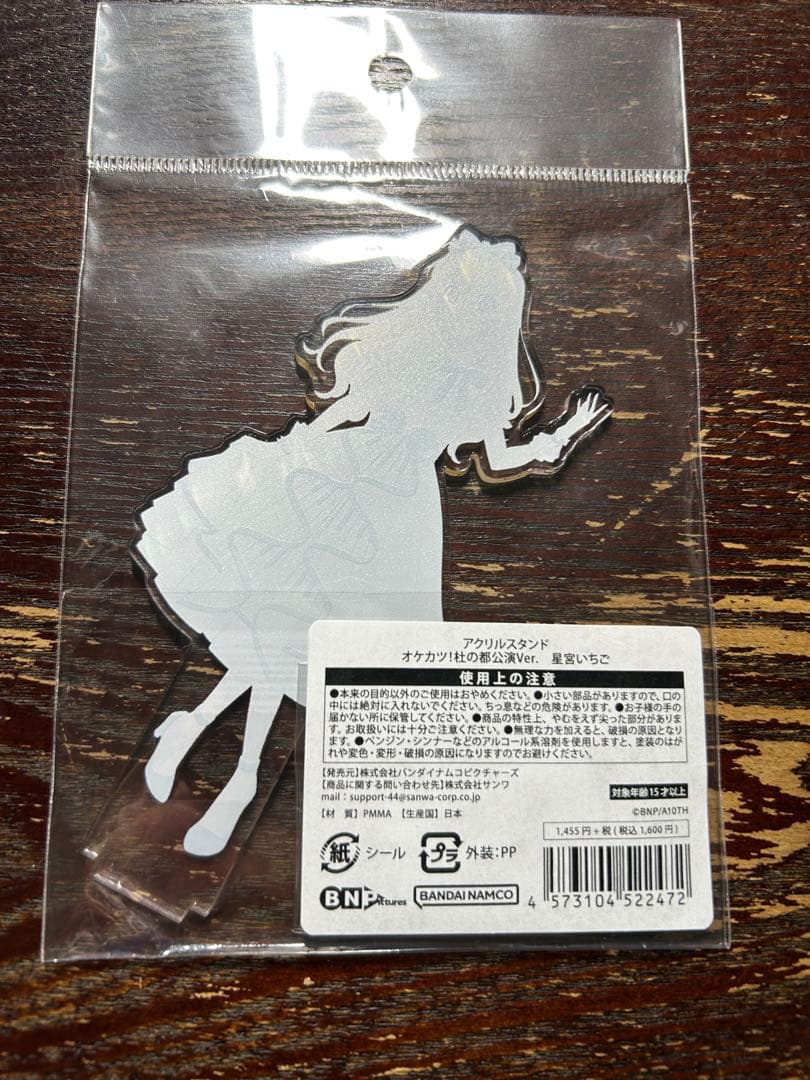 アクリルスタンド
オケカツ!杜の都公演Ver. 星宮いちご
使用上の注意
●本来の目的以外のご使用はおやめください。●小さい部品がありますので、口の
中には絶対に入れないでください。ちっ息などの危険があります。●お子様の手の
届かない所に保管してください。●商品の特性上、やむをえず尖った部分がありま
す。お取扱いには十分ご注意ください。●無理な力を加えると、破損の原因となりま
す。●ベンジン・シンナーなどのアルコール系溶剤を使用しますと、塗装のはが
れや変色・変形・破損の原因になりますのでお避けください。
【発売元】株式会社バンダイナムコピクチャーズ
【商品に関する問い合わせ先】株式会社サンワ
mail:support-44@sanwa-corp.co.jp
対象年齢15才以上
【材 質】PMMA 【生産国】日本
©BNP/A10TH
1,455円+税(税込1,600円)
紙 シール プラ 外装:PP
BNPictures BANDAI NAMCO
4 573104 522472